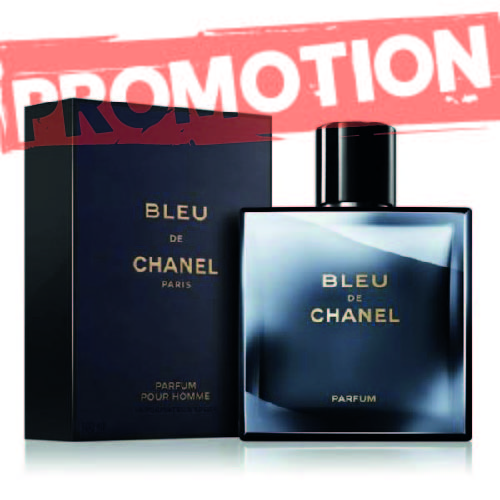 PROMOTION
BLEU
DE
CHANEL
PARIS
PARFUM
POUR HOMME
BLEU
DE
CHANEL
PARFUM